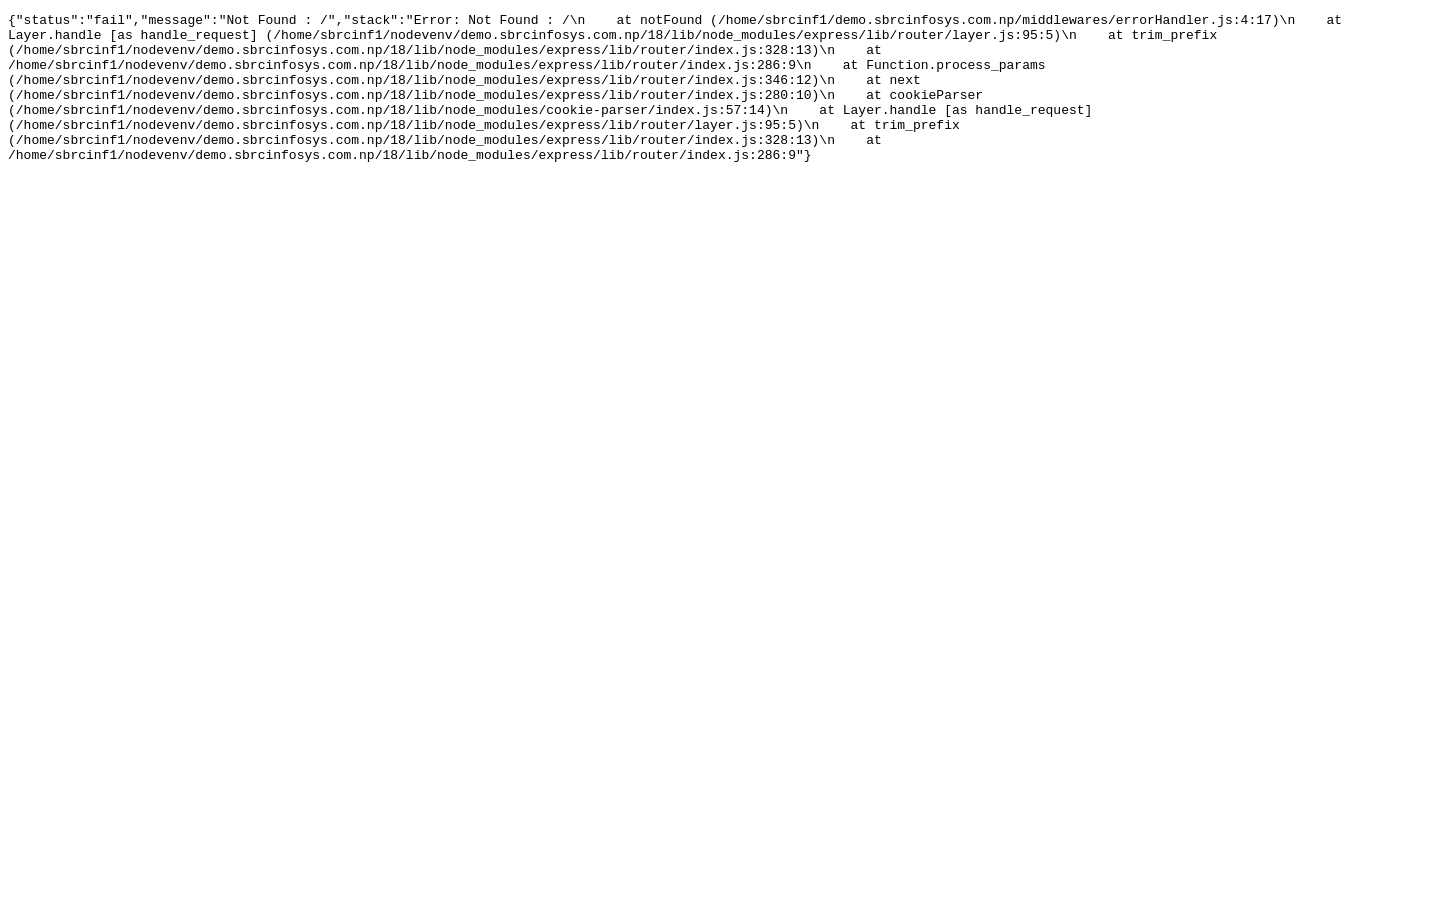 {"status":"fail","message":"Not Found : /","stack":"Error: Not Found : /\n    at notFound (/home/sbrcinf1/demo.sbrcinfosys.com.np/middlewares/errorHandler.js:4:17)\n    at
Layer.handle [as handle_request] (/home/sbrcinf1/nodevenv/demo.sbrcinfosys.com.np/18/lib/node_modules/express/lib/router/layer.js:95:5)\n    at trim_prefix
(/home/sbrcinf1/nodevenv/demo.sbrcinfosys.com.np/18/lib/node_modules/express/lib/router/index.js:328:13)\n    at
/home/sbrcinf1/nodevenv/demo.sbrcinfosys.com.np/18/lib/node_modules/express/lib/router/index.js:286:9\n    at Function.process_params
(/home/sbrcinf1/nodevenv/demo.sbrcinfosys.com.np/18/lib/node_modules/express/lib/router/index.js:346:12)\n    at next
(/home/sbrcinf1/nodevenv/demo.sbrcinfosys.com.np/18/lib/node_modules/express/lib/router/index.js:280:10)\n    at cookieParser
(/home/sbrcinf1/nodevenv/demo.sbrcinfosys.com.np/18/lib/node_modules/cookie-parser/index.js:57:14)\n    at Layer.handle [as handle_request]
(/home/sbrcinf1/nodevenv/demo.sbrcinfosys.com.np/18/lib/node_modules/express/lib/router/layer.js:95:5)\n    at trim_prefix
(/home/sbrcinf1/nodevenv/demo.sbrcinfosys.com.np/18/lib/node_modules/express/lib/router/index.js:328:13)\n    at
/home/sbrcinf1/nodevenv/demo.sbrcinfosys.com.np/18/lib/node_modules/express/lib/router/index.js:286:9"}